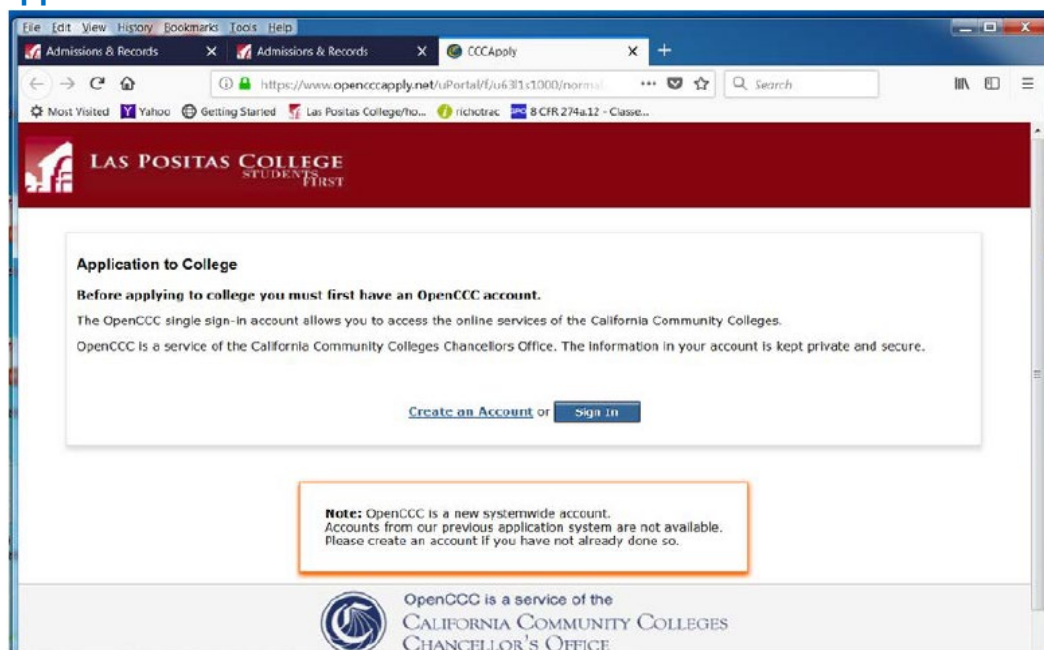 File Edit View History Bookmarks Tools Help
Admissions & Records Admissions & Records CCCApply
https://www.opencccapply.net/uPortal/f/u63l1s1000/normal Search
Most Visited Yahoo Getting Started Las Positas College/ho... richotrac 8 CFR 274a.12 - Classe...
LAS POSITAS COLLEGE
STUDENTS
FIRST
Application to College
Before applying to college you must first have an OpenCCC account.
The OpenCCC single sign-in account allows you to access the online services of the California Community Colleges.
OpenCCC is a service of the California Community Colleges Chancellors Office. The information in your account is kept private and secure.
Create an Account or Sign In
Note: OpenCCC is a new systemwide account.
Accounts from our previous application system are not available.
Please create an account if you have not already done so.
OpenCCC is a service of the
CALIFORNIA COMMUNITY COLLEGES
CHANCELLOR'S OFFICE